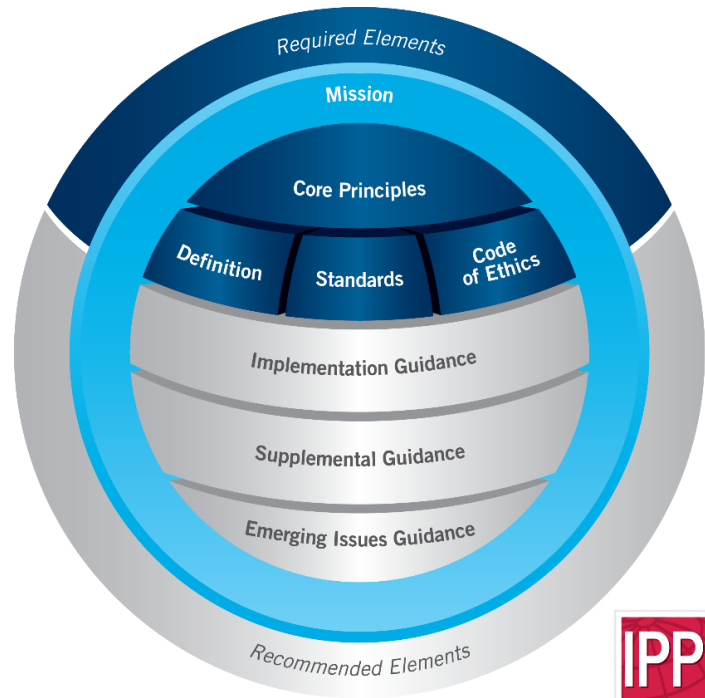 Required Elements
Mission
Core Principles
Definition
Standards
Code
of Ethics
Implementation Guidance
Supplemental Guidance
Emerging Issues Guidance
Recommended Elements
IPP